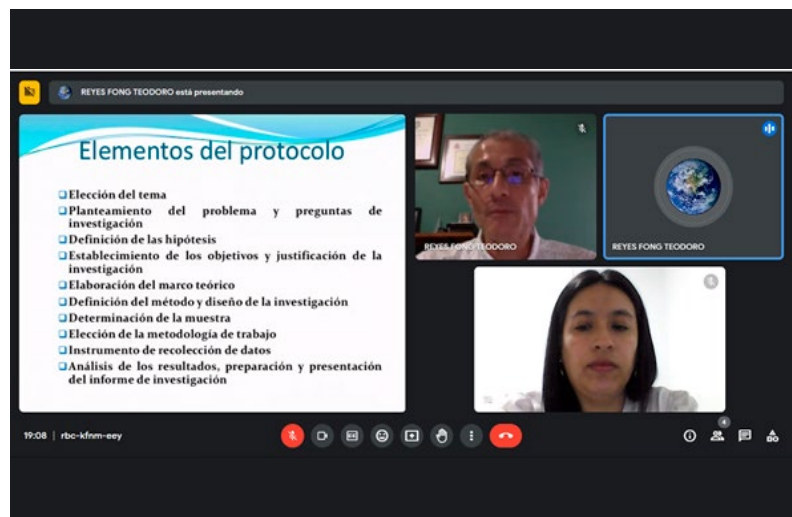 REYES FONG TEODORO está presentando
Elementos del protocolo
Elección del tema
Planteamiento del problema y preguntas de
investigación
Definición de las hipótesis
Establecimiento de los objetivos y justificación de la
investigación
Elaboración del marco teórico
Definición del método y diseño de la investigación
Determinación de la muestra
Elección de la metodología de trabajo
Instrumento de recolección de datos
Análisis de los resultados, preparación y presentación
del informe de investigación
REYES FONG TEODORO
REYES FONG TEODORO
19:08 | rbc-kfnm-eey
4